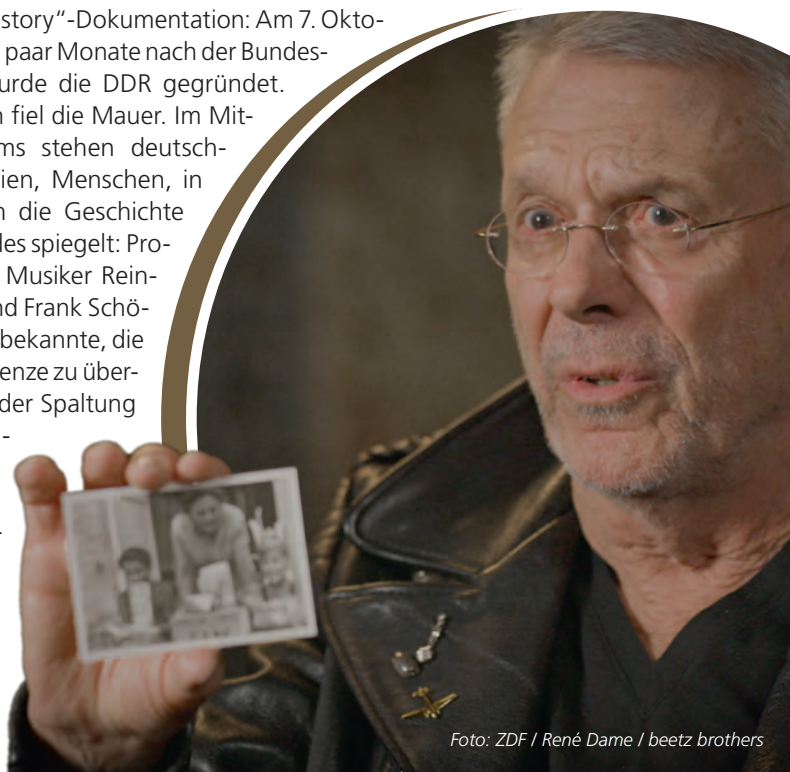 story“-Dokumentation: Am 7. Okto-
paar Monate nach der Bundes-
urde die DDR gegründet.
fiel die Mauer. Im Mit-
ms stehen deutsch-
ien, Menschen, in
die Geschichte
des spiegelt: Pro-
Musiker Rein-
nd Frank Schö-
bekannte, die
enze zu über-
der Spaltung
-
Foto: ZDF / René Dame / beetz brothers